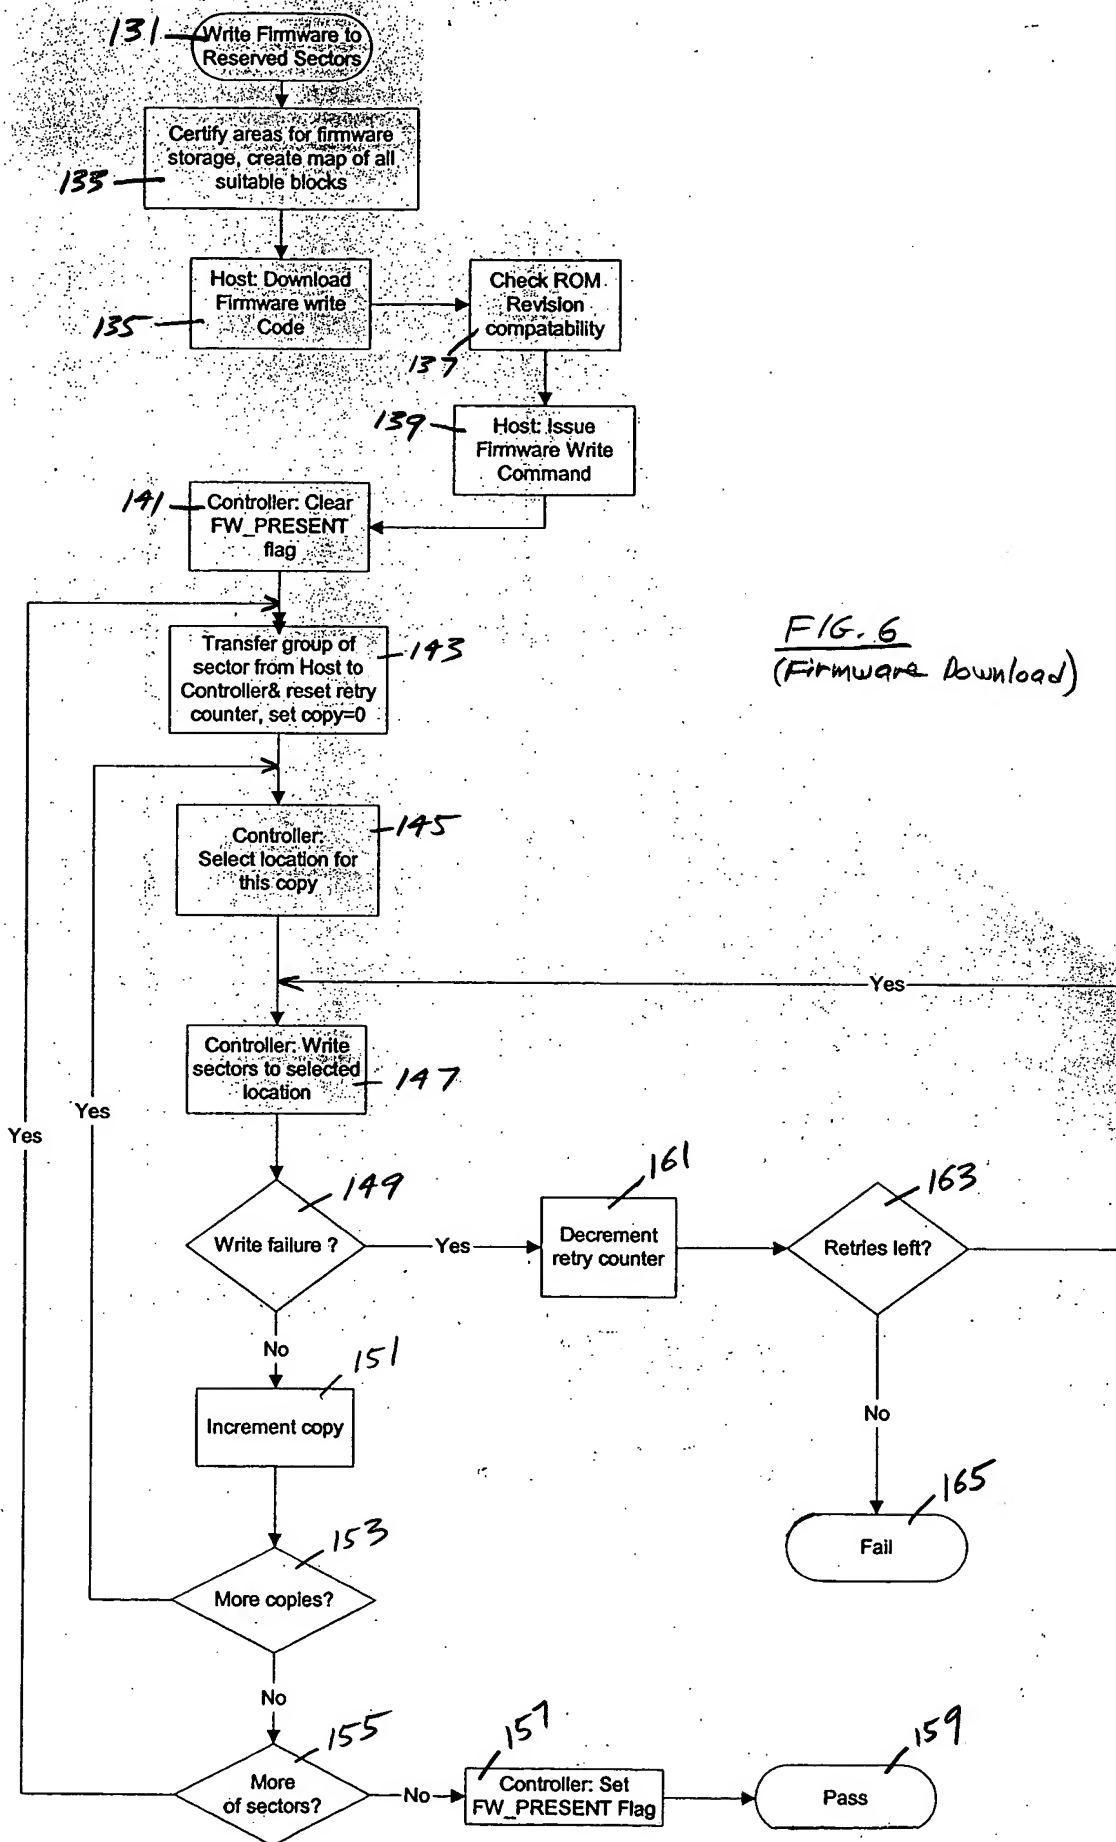 131
Write Firmware to
Reserved Sectors
Certify areas for firmware
storage, create map of all
suitable blocks
133
Host: Download
Firmware write
Code
135
Check ROM
Revision
compatability
137
139
Host: Issue
Firmware Write
Command
141
Controller: Clear
FW_PRESENT
flag
FIG. 6
(Firmware Download)
Transfer group of
sector from Host to
Controller& reset retry
counter, set copy=0
143
Controller:
Select location for
this copy
145
Yes
Controller: Write
sectors to selected
location
147
Yes
Yes
149
Write failure ?
Yes
161
Decrement
retry counter
163
Retries left?
No
151
Increment copy
No
165
Fail
153
More copies?
No
155
More
of sectors?
No
157
Controller: Set
FW_PRESENT Flag
159
Pass